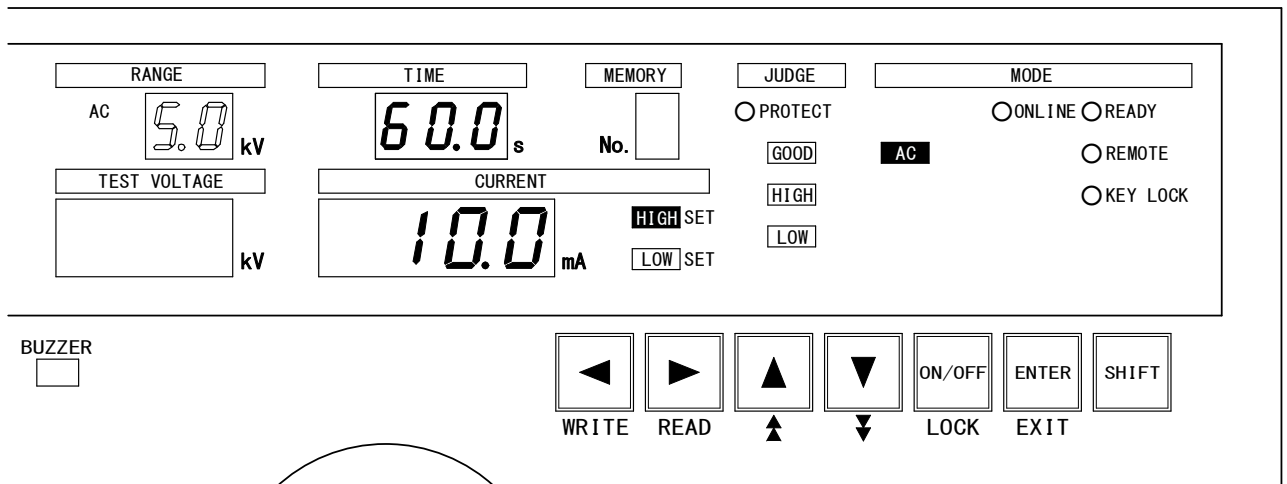 RANGE TIME MEMORY JUDGE MODE
AC 5.0 kV 60.0 s No. PROTECT ONLINE READY
GOOD AC REMOTE
TEST VOLTAGE CURRENT HIGH KEY LOCK
kV 10.0 mA HIGH SET LOW
LOW SET
BUZZER
ON/OFF ENTER SHIFT
WRITE READ LOCK EXIT